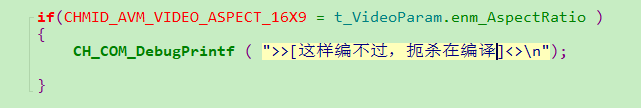 if(CHMID_AVM_VIDEO_ASPECT_16X9 = t_VideoParam.enm_AspectRatio )
{
CH_COM_DebugPrintf ( ">>[这样编不过，扼杀在编译]<>\n");
}